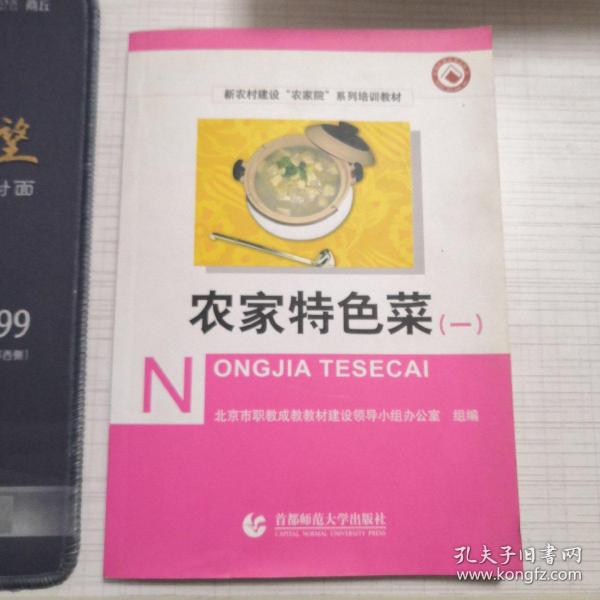 商丘
望
对面
99
新农村建设“农家院”系列培训教材
农家特色菜(一)
NONGJIA TESECAI
北京市职教成教教材建设领导小组办公室 组编
首都师范大学出版社
CAPITAL NORMAL UNIVERSITY PRESS
孔夫子旧书网
www.kongfz.com